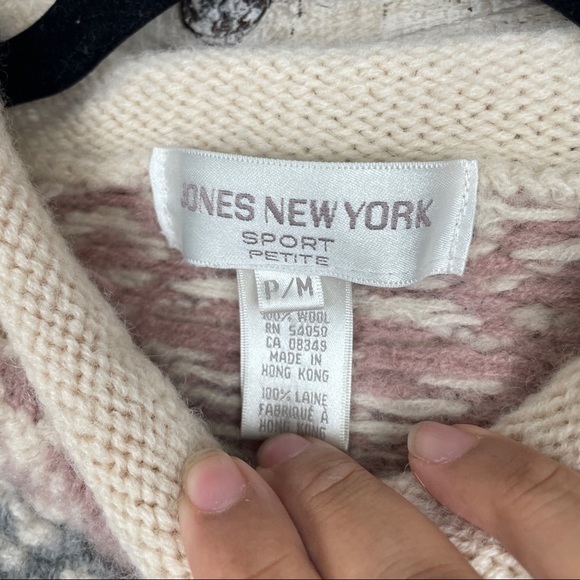 JONES NEW YORK
SPORT
PETITE
P/M
100% WOOL
RN 54050
CA 08349
MADE IN
HONG KONG
100% LAINE
FABRIQUÉ À
HONG KONG